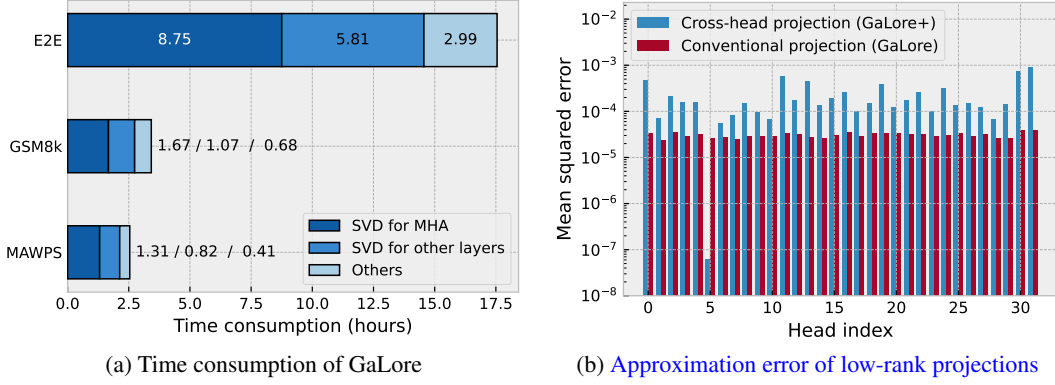 E2E
8.75
5.81
2.99
GSM8k
1.67 / 1.07 / 0.68
MAWPS
1.31 / 0.82 / 0.41
SVD for MHA
SVD for other layers
Others
0.0 2.5 5.0 7.5 10.0 12.5 15.0 17.5
Time consumption (hours)
(a) Time consumption of GaLore
Mean squared error
10⁻²
10⁻³
10⁻⁴
10⁻⁵
10⁻⁶
10⁻⁷
10⁻⁸
Cross-head projection (GaLore+)
Conventional projection (GaLore)
0 5 10 15 20 25 30
Head index
(b) Approximation error of low-rank projections